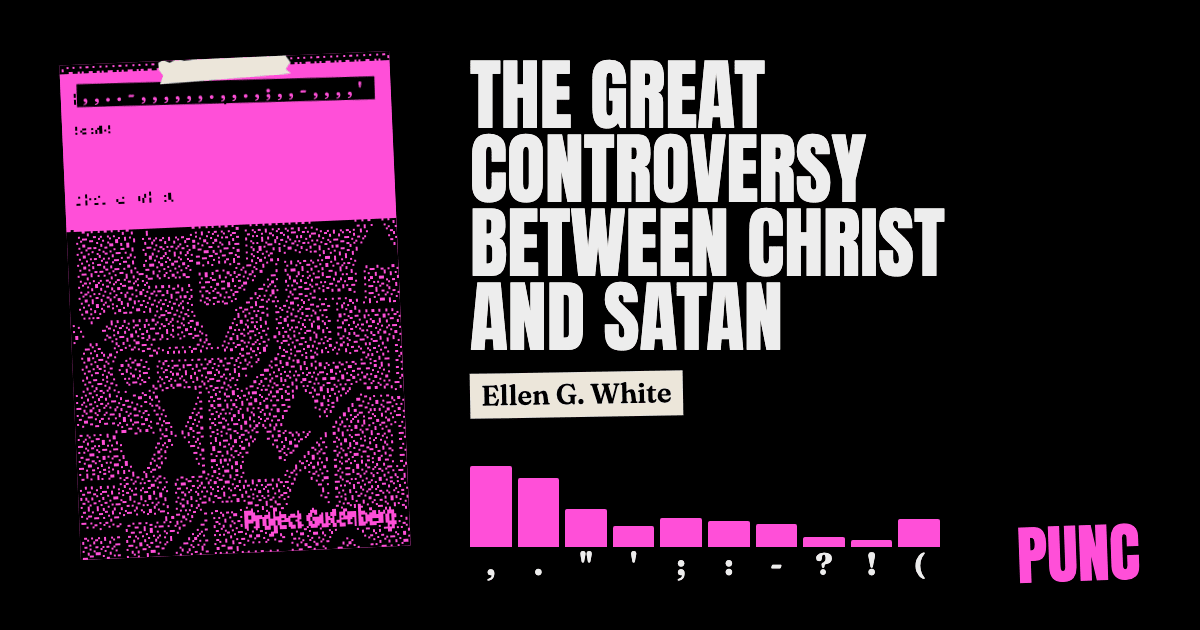 THE GREAT
CONTROVERSY
BETWEEN CHRIST
AND SATAN
Ellen G. White
Project Gutenberg
, . " ' ; : - ? ! (
PUNC